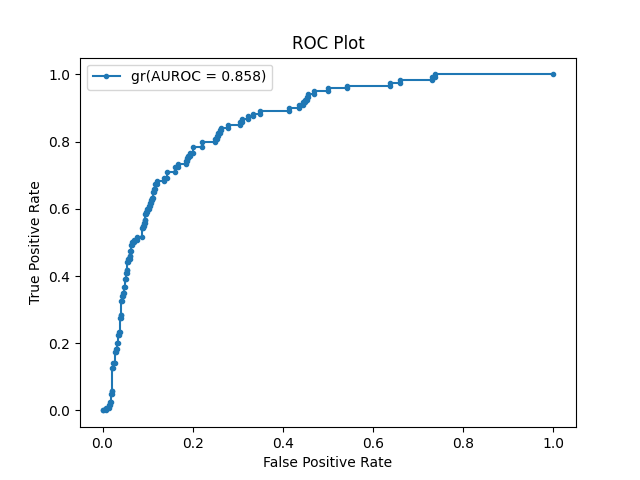 ROC Plot
gr(AUROC = 0.858)
1.0
0.8
0.6
0.4
0.2
0.0
True Positive Rate
0.0 0.2 0.4 0.6 0.8 1.0
False Positive Rate